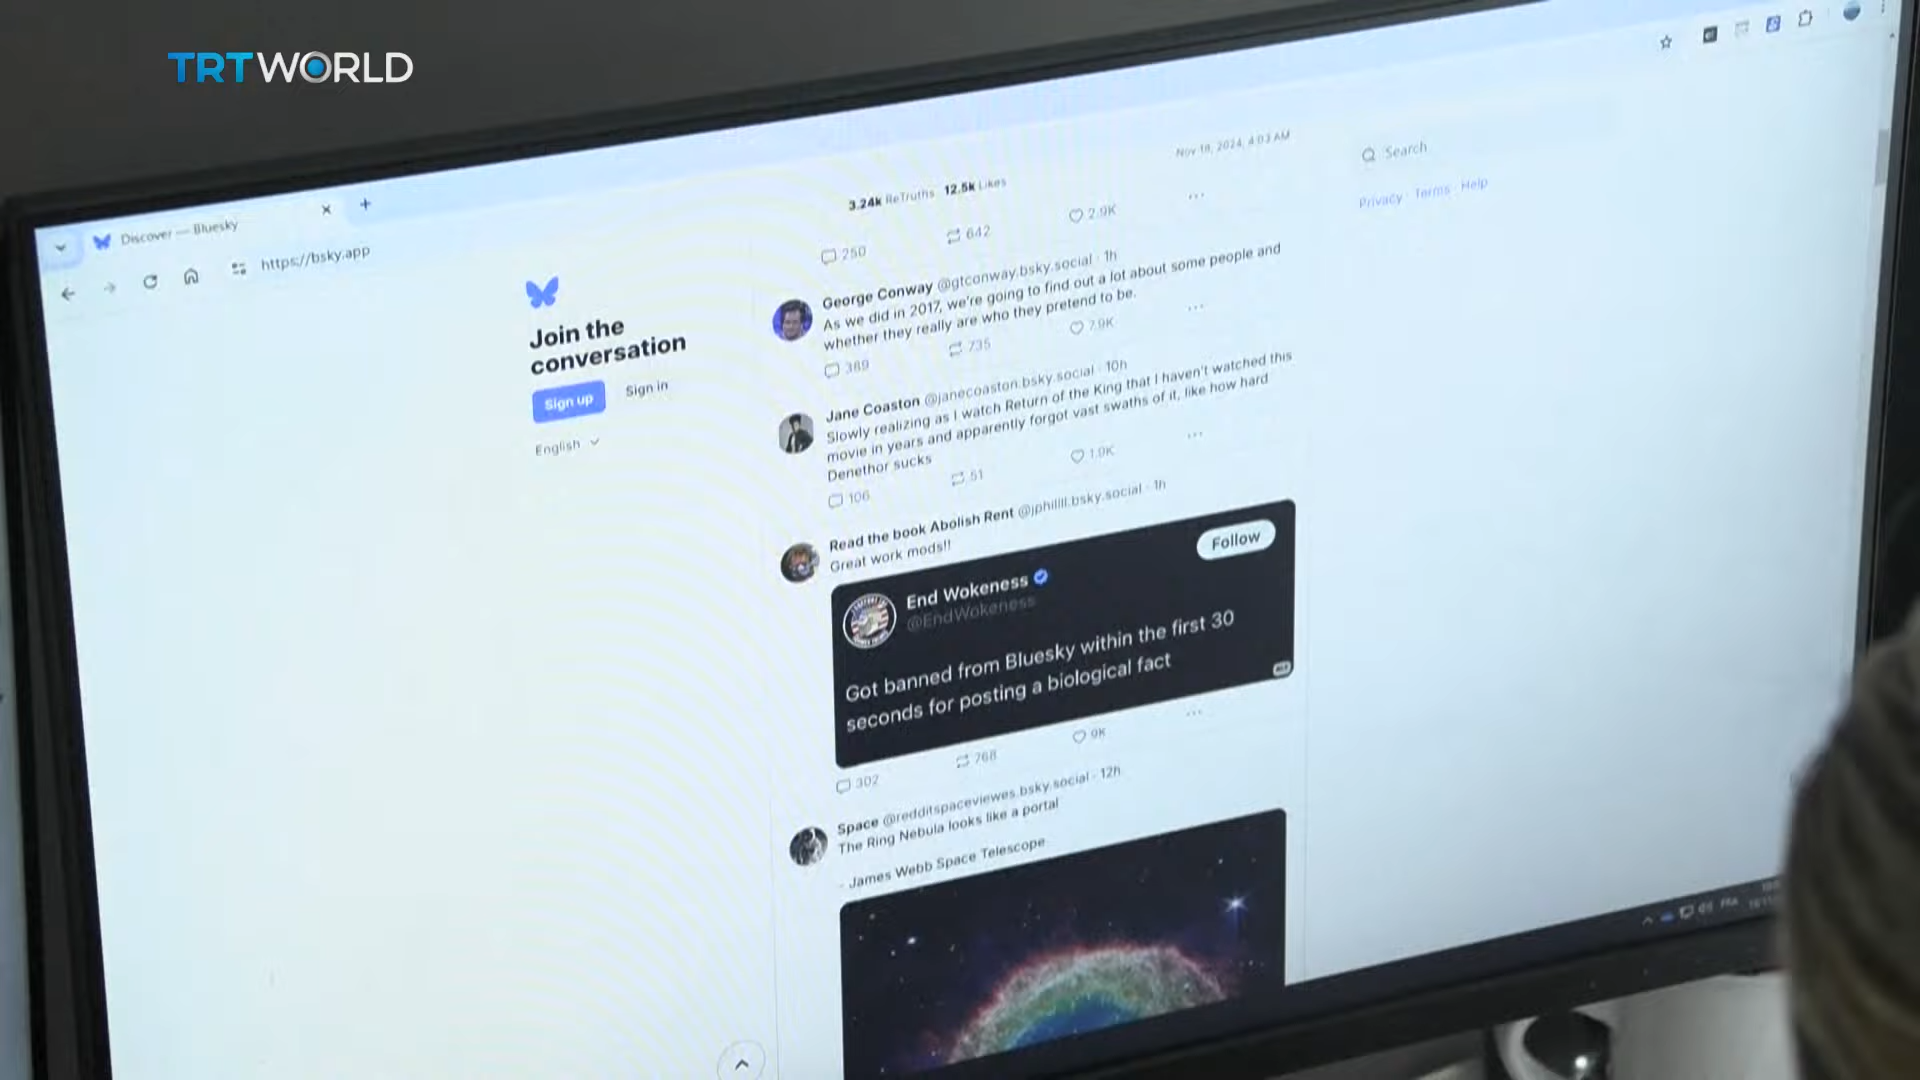 TRT WORLD
Discover — Bluesky
https://bsky.app
Join the
conversation
Sign up
Sign in
English
Nov 18, 2024, 4:03 AM
3.24k ReTruths 12.5k Likes
250
642
2.9K
George Conway @gtconway.bsky.social · 1h
As we did in 2017, we're going to find out a lot about some people and
whether they really are who they pretend to be.
389
735
7.9K
Jane Coaston @janecoaston.bsky.social · 10h
Slowly realizing as I watch Return of the King that I haven't watched this
movie in years and apparently forgot vast swaths of it, like how hard
Denethor sucks
106
51
1.9K
Read the book Abolish Rent @jphilll.bsky.social · 1h
Great work mods!!
End Wokeness
@EndWokeness
Follow
Got banned from Bluesky within the first 30
seconds for posting a biological fact
ALT
302
768
9K
Space @redditspaceviewes.bsky.social · 12h
The Ring Nebula looks like a portal
- James Webb Space Telescope
Search
Privacy · Terms · Help
FRA